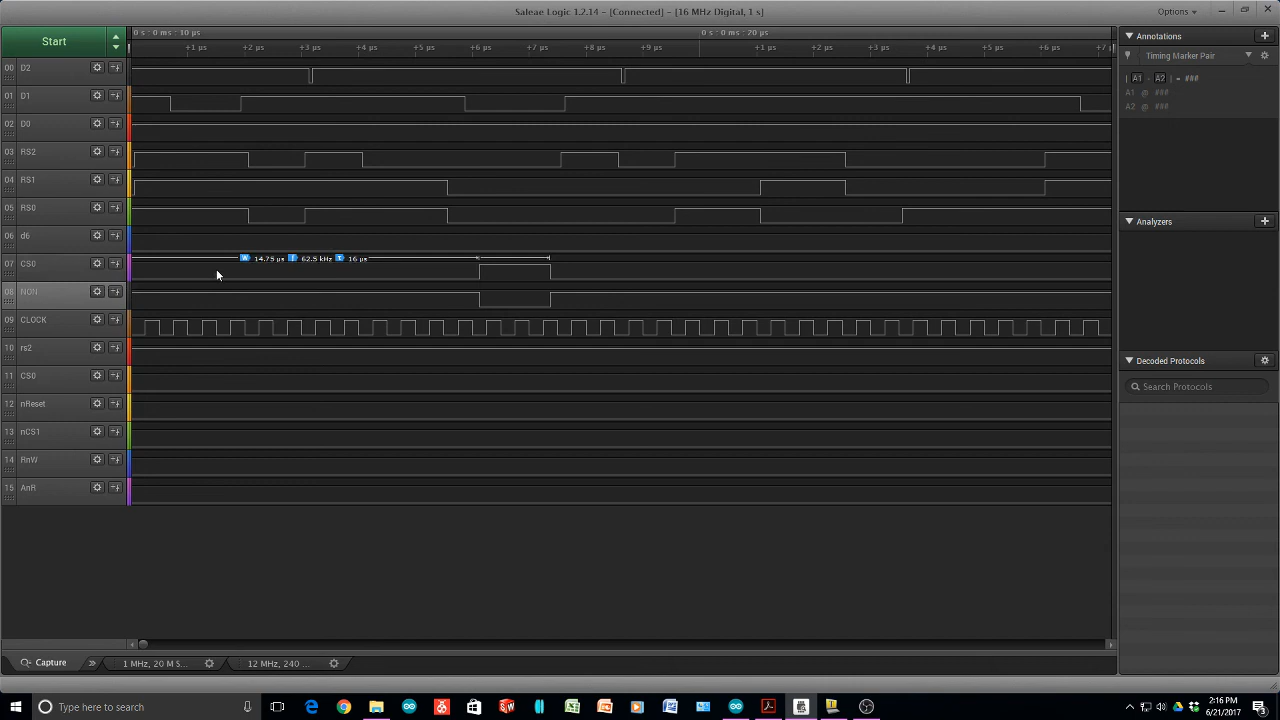 Saleae Logic 1.2.14 - [Connected] - [16 MHz Digital, 1 s]
Options
Start
0 s : 0 ms : 10 µs
0 s : 0 ms : 20 µs
+1 µs +2 µs +3 µs +4 µs +5 µs +6 µs +7 µs +8 µs +9 µs +1 µs +2 µs +3 µs +4 µs +5 µs +6 µs +7
Annotations
Timing Marker Pair
| A1 - A2 | = ###
A1 @ ###
A2 @ ###
00 D2
01 D1
02 D0
03 RS2
04 RS1
05 RS0
06 d6
07 CS0
W 14.75 µs f 62.5 kHz T 16 µs
08 NON
09 CLOCK
10 rs2
11 CS0
12 nReset
13 nCS1
14 RnW
15 AnR
Analyzers
Decoded Protocols
Search Protocols
Capture
1 MHz, 20 M S...
12 MHz, 240 ...
Type here to search
2:16 PM
6/21/2017